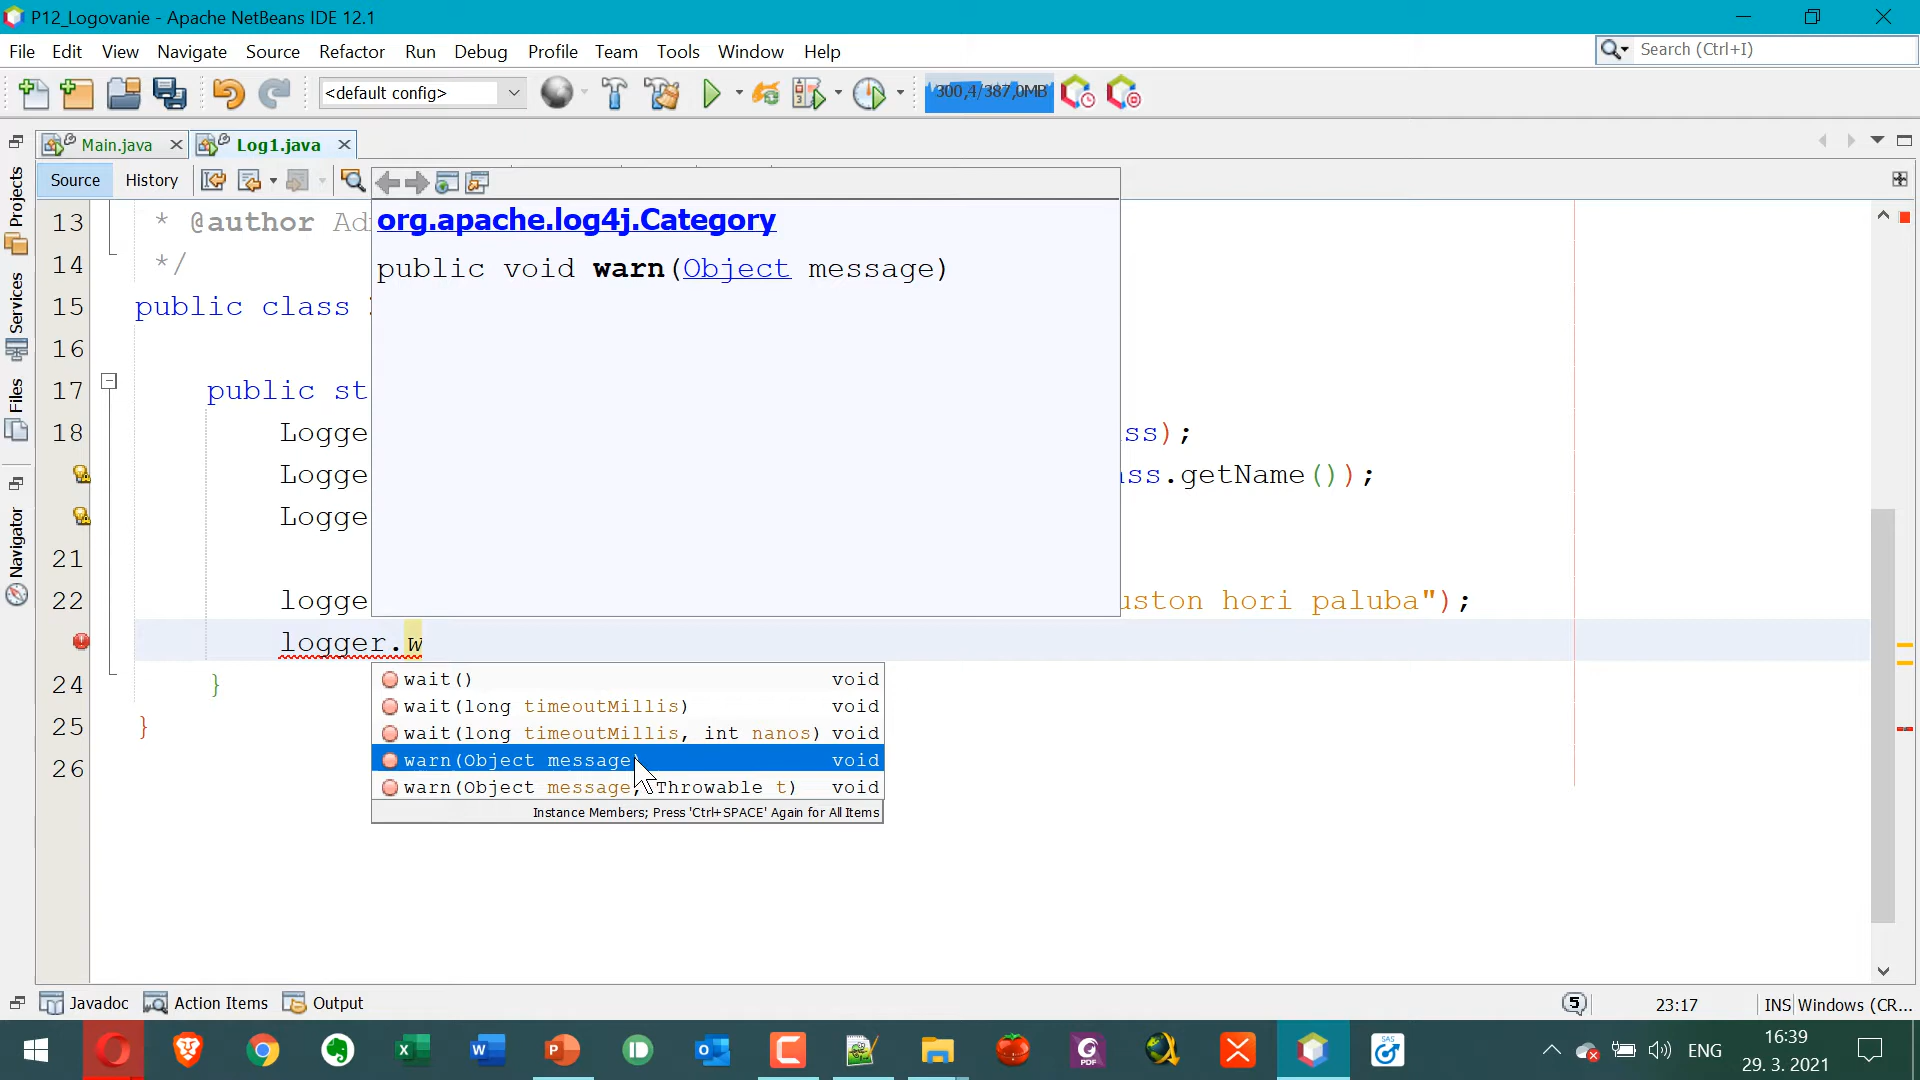 P12_Logovanie - Apache NetBeans IDE 12.1
File Edit View Navigate Source Refactor Run Debug Profile Team Tools Window Help
Search (Ctrl+I)
<default config>
300,4/387,0MB
Main.java
Log1.java
Source History
Projects
Services
Files
Navigator
org.apache.log4j.Category
public void warn(Object message)
13 * @author Ad
14 */
15 public class
16
17 public st
18 Logge ss);
Logge ss.getName());
Logge
21
22 logge uston hori paluba");
logger.w
24 }
25 }
26
wait() void
wait(long timeoutMillis) void
wait(long timeoutMillis, int nanos) void
warn(Object message) void
warn(Object message, Throwable t) void
Instance Members; Press 'Ctrl+SPACE' Again for All Items
Javadoc Action Items Output
5
23:17
INS Windows (CR...
ENG
16:39
29. 3. 2021
PDF
SAS